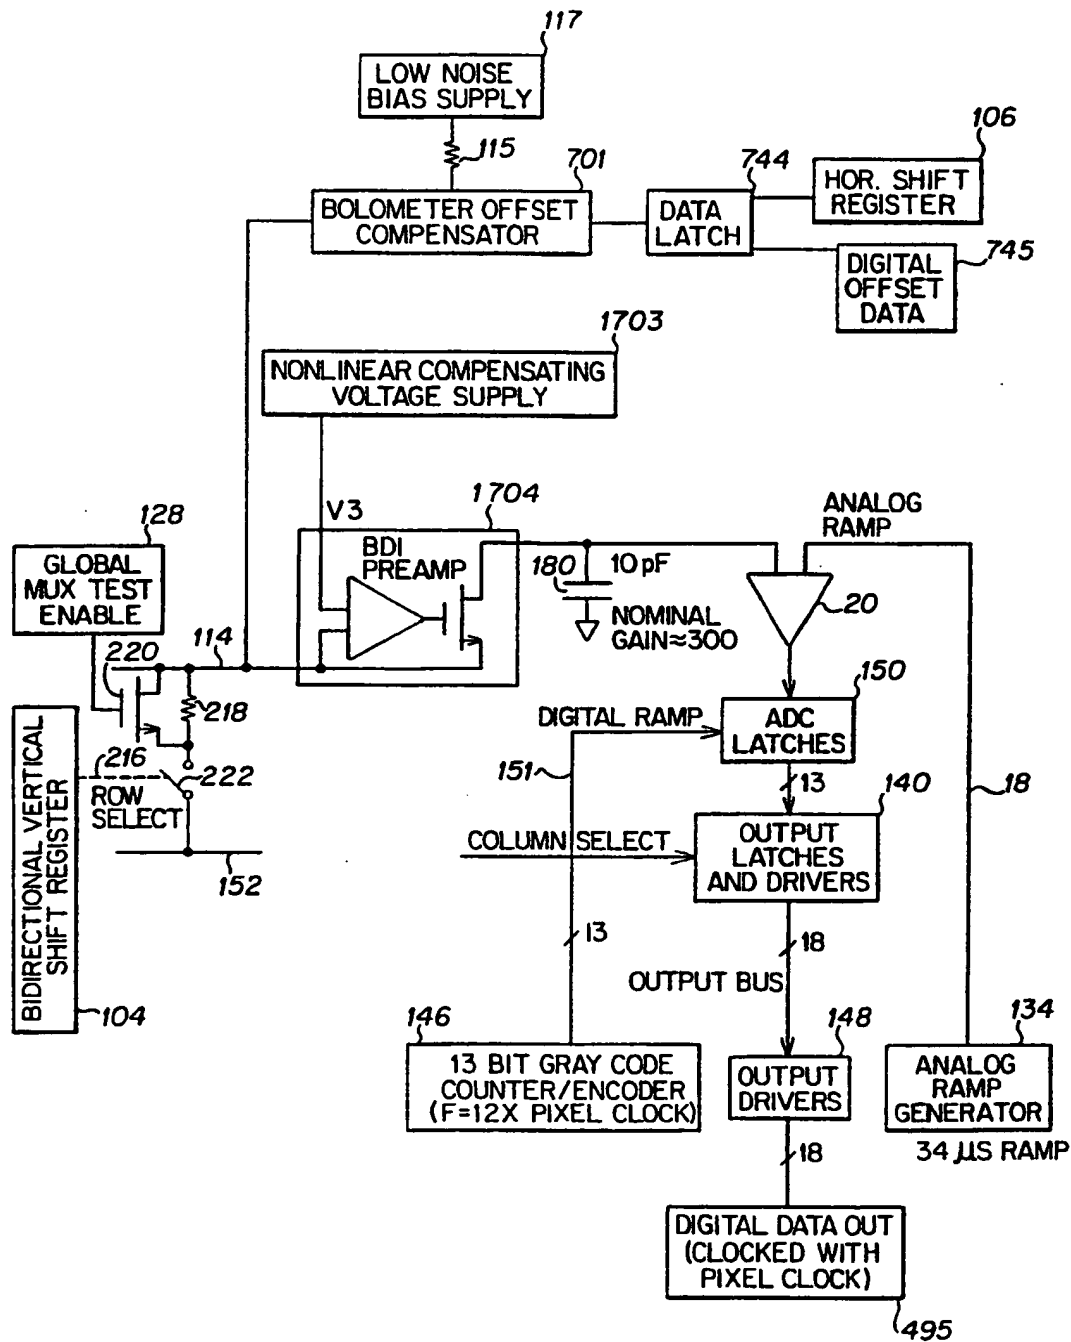 117
LOW NOISE
BIAS SUPPLY
115
701
BOLOMETER OFFSET
COMPENSATOR
744
DATA
LATCH
106
HOR. SHIFT
REGISTER
745
DIGITAL
OFFSET
DATA
1703
NONLINEAR COMPENSATING
VOLTAGE SUPPLY
V3
1704
BDI
PREAMP
128
GLOBAL
MUX TEST
ENABLE
180
10 pF
NOMINAL
GAIN≈300
ANALOG
RAMP
20
220
114
218
216
222
ROW
SELECT
152
BIDIRECTIONAL VERTICAL
SHIFT REGISTER
104
DIGITAL RAMP
151
150
ADC
LATCHES
13
140
COLUMN SELECT
OUTPUT
LATCHES
AND DRIVERS
18
13
18
OUTPUT BUS
146
13 BIT GRAY CODE
COUNTER/ENCODER
(F=12X PIXEL CLOCK)
148
OUTPUT
DRIVERS
134
ANALOG
RAMP
GENERATOR
34 µS RAMP
18
DIGITAL DATA OUT
(CLOCKED WITH
PIXEL CLOCK)
495